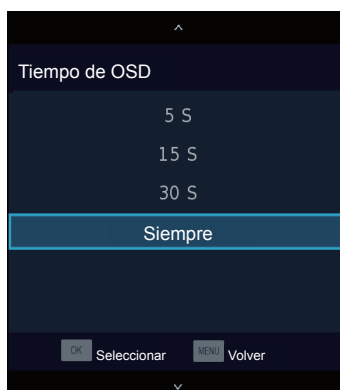 Tiempo de OSD
5 S
15 S
30 S
Siempre
OK Seleccionar MENU Volver